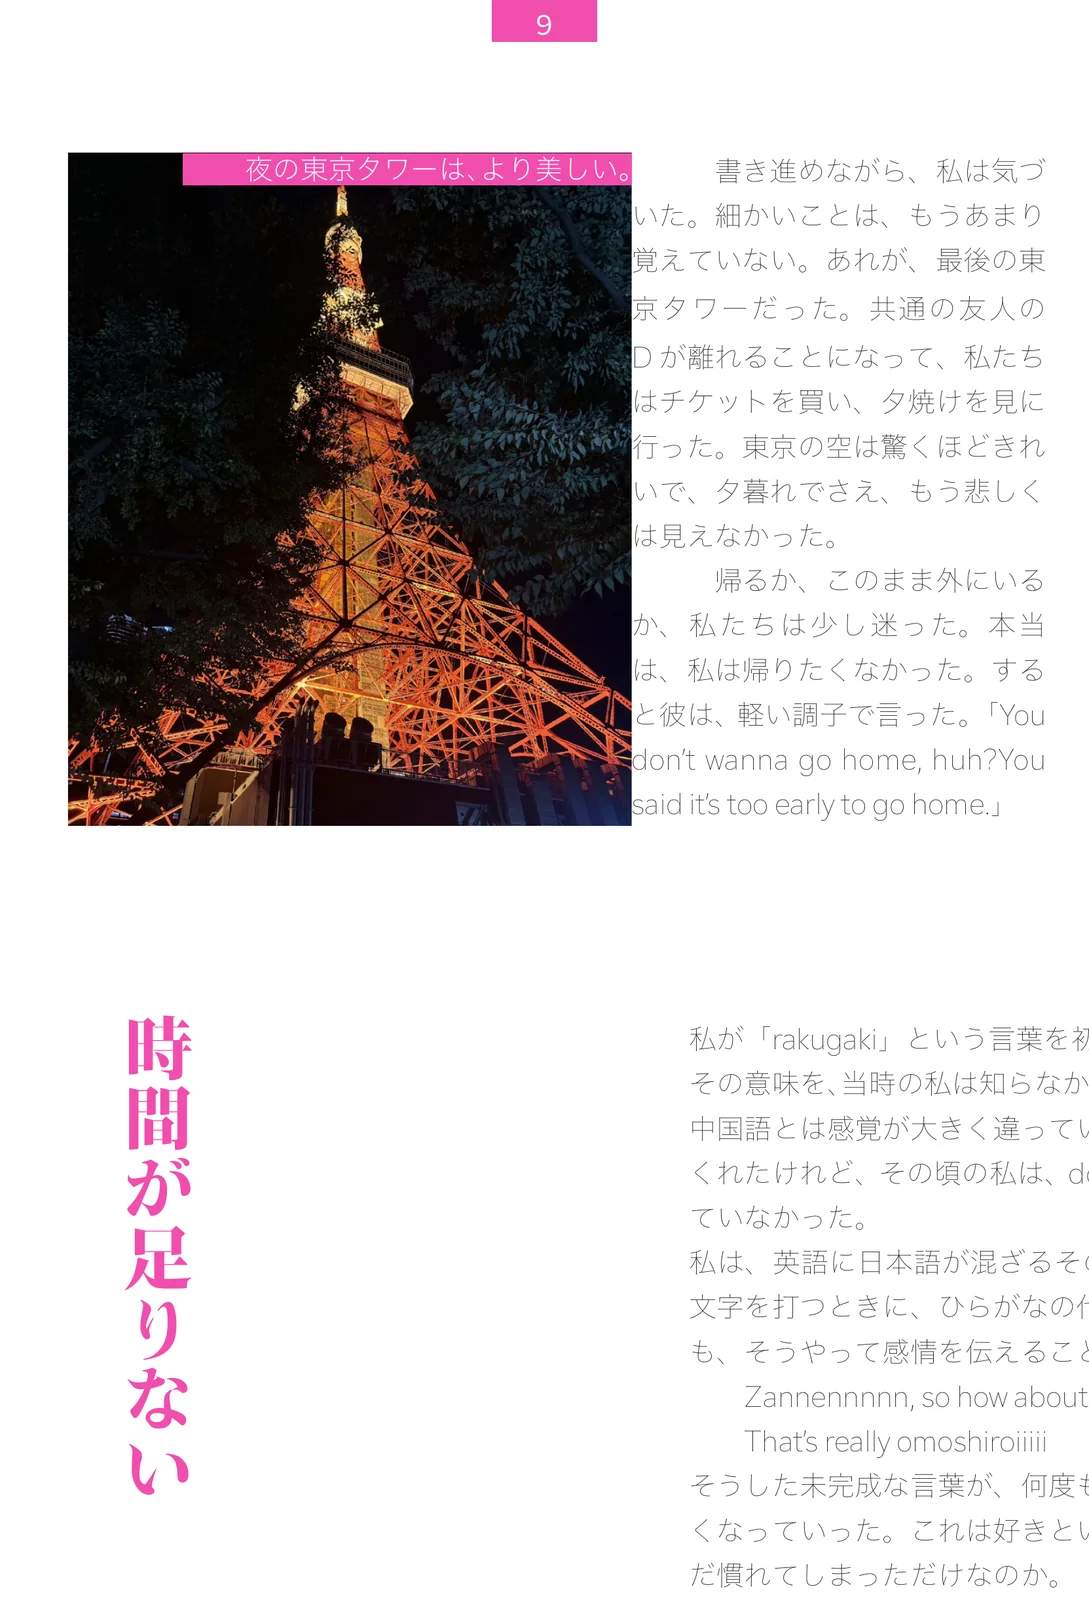 9
夜の東京タワーは、より美しい。
書き進めながら、私は気づ
いた。細かいことは、もうあまり
覚えていない。あれが、最後の東
京タワーだった。共通の友人の
D が離れることになって、私たち
はチケットを買い、夕焼けを見に
行った。東京の空は驚くほどきれ
いで、夕暮れでさえ、もう悲しく
は見えなかった。
帰るか、このまま外にいる
か、私たちは少し迷った。本当
は、私は帰りたくなかった。する
と彼は、軽い調子で言った。「You
don’t wanna go home, huh?You
said it’s too early to go home.」
時間が足りない
私が「rakugaki」という言葉を初
その意味を、当時の私は知らなか
中国語とは感覚が大きく違ってい
くれたけれど、その頃の私は、do
ていなかった。
私は、英語に日本語が混ざるその
文字を打つときに、ひらがなの代
も、そうやって感情を伝えること
Zannennnnn, so how about
That’s really omoshiroiiiii
そうした未完成な言葉が、何度も
くなっていった。これは好きとい
だ慣れてしまっただけなのか。